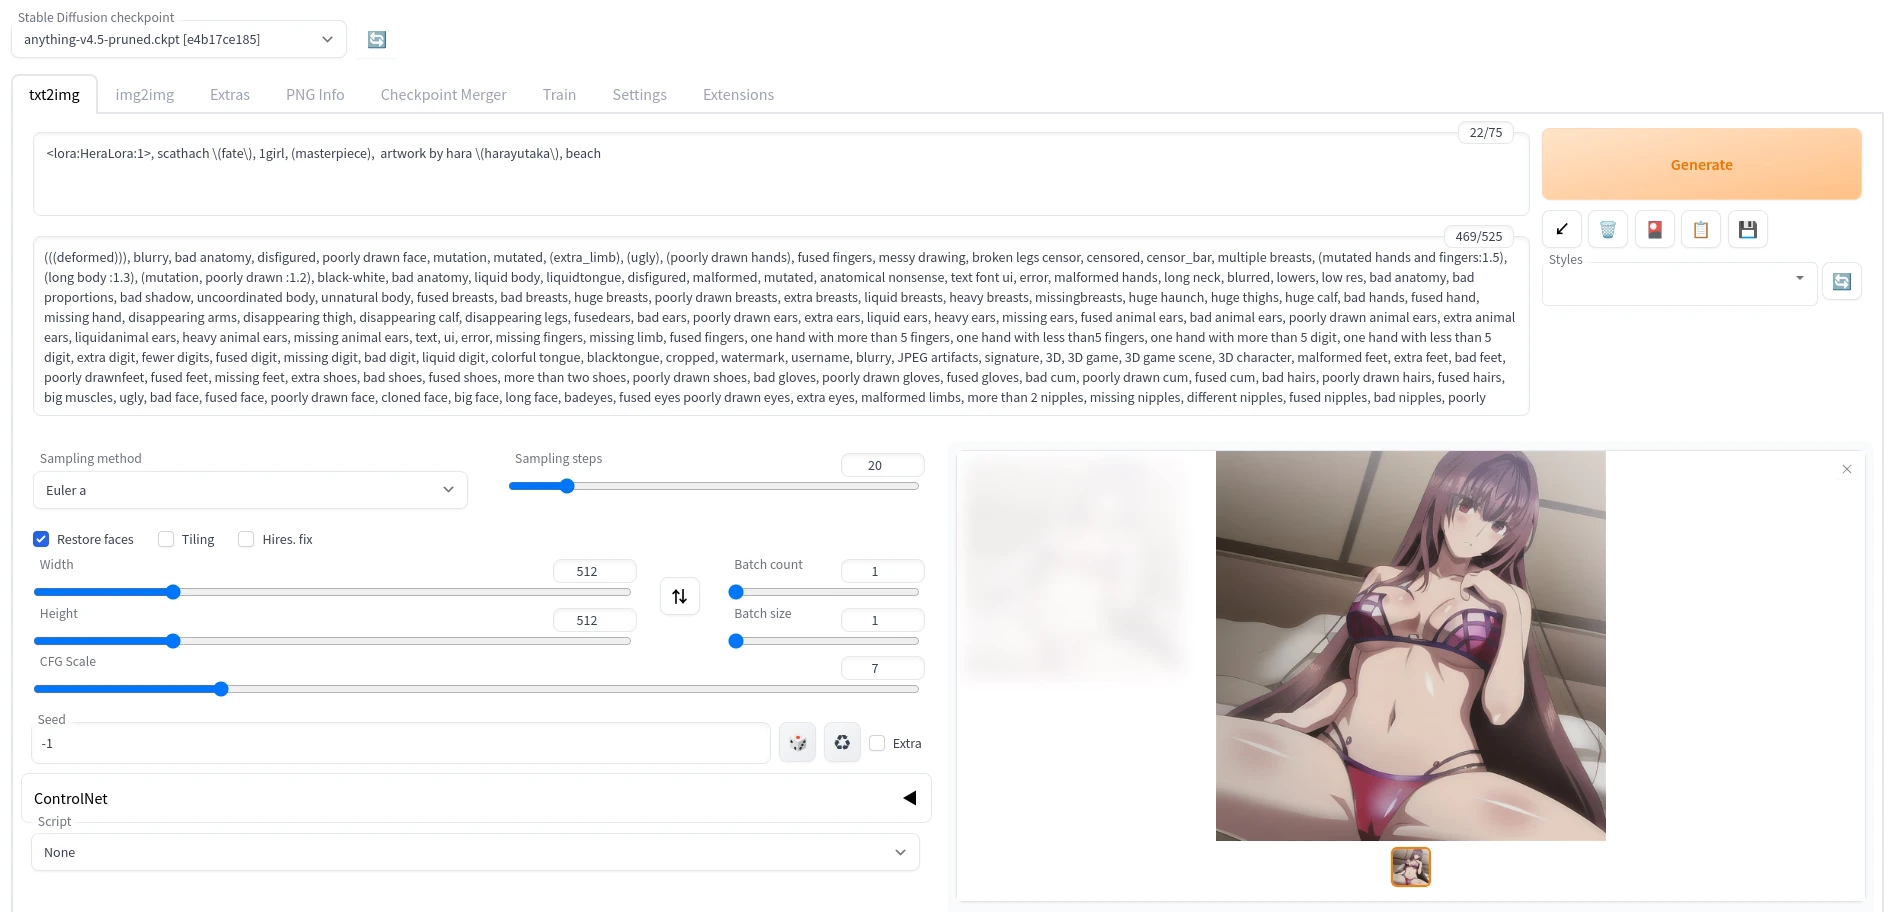 Stable Diffusion checkpoint
anything-v4.5-pruned.ckpt [e4b17ce185]
txt2img img2img Extras PNG Info Checkpoint Merger Train Settings Extensions
22/75
<lora:HeraLora:1>, scathach \(fate\), 1girl, (masterpiece), artwork by hara \(harayutaka\), beach
Generate
469/525
(((deformed))), blurry, bad anatomy, disfigured, poorly drawn face, mutation, mutated, (extra_limb), (ugly), (poorly drawn hands), fused fingers, messy drawing, broken legs censor, censored, censor_bar, multiple breasts, (mutated hands and fingers:1.5),
(long body :1.3), (mutation, poorly drawn :1.2), black-white, bad anatomy, liquid body, liquidtongue, disfigured, malformed, mutated, anatomical nonsense, text font ui, error, malformed hands, long neck, blurred, lowers, low res, bad anatomy, bad
proportions, bad shadow, uncoordinated body, unnatural body, fused breasts, bad breasts, huge breasts, poorly drawn breasts, extra breasts, liquid breasts, heavy breasts, missingbreasts, huge haunch, huge thighs, huge calf, bad hands, fused hand,
missing hand, disappearing arms, disappearing thigh, disappearing calf, disappearing legs, fusedears, bad ears, poorly drawn ears, extra ears, liquid ears, heavy ears, missing ears, fused animal ears, bad animal ears, poorly drawn animal ears, extra animal
ears, liquidanimal ears, heavy animal ears, missing animal ears, text, ui, error, missing fingers, missing limb, fused fingers, one hand with more than 5 fingers, one hand with less than5 fingers, one hand with more than 5 digit, one hand with less than 5
digit, extra digit, fewer digits, fused digit, missing digit, bad digit, liquid digit, colorful tongue, blacktongue, cropped, watermark, username, blurry, JPEG artifacts, signature, 3D, 3D game, 3D game scene, 3D character, malformed feet, extra feet, bad feet,
poorly drawnfeet, fused feet, missing feet, extra shoes, bad shoes, fused shoes, more than two shoes, poorly drawn shoes, bad gloves, poorly drawn gloves, fused gloves, bad cum, poorly drawn cum, fused cum, bad hairs, poorly drawn hairs, fused hairs,
big muscles, ugly, bad face, fused face, poorly drawn face, cloned face, big face, long face, badeyes, fused eyes poorly drawn eyes, extra eyes, malformed limbs, more than 2 nipples, missing nipples, different nipples, fused nipples, bad nipples, poorly
Styles
Sampling method
Euler a
Sampling steps
20
Restore faces Tiling Hires. fix
Width
512
Height
512
Batch count
1
Batch size
1
CFG Scale
7
Seed
-1
Extra
ControlNet
Script
None